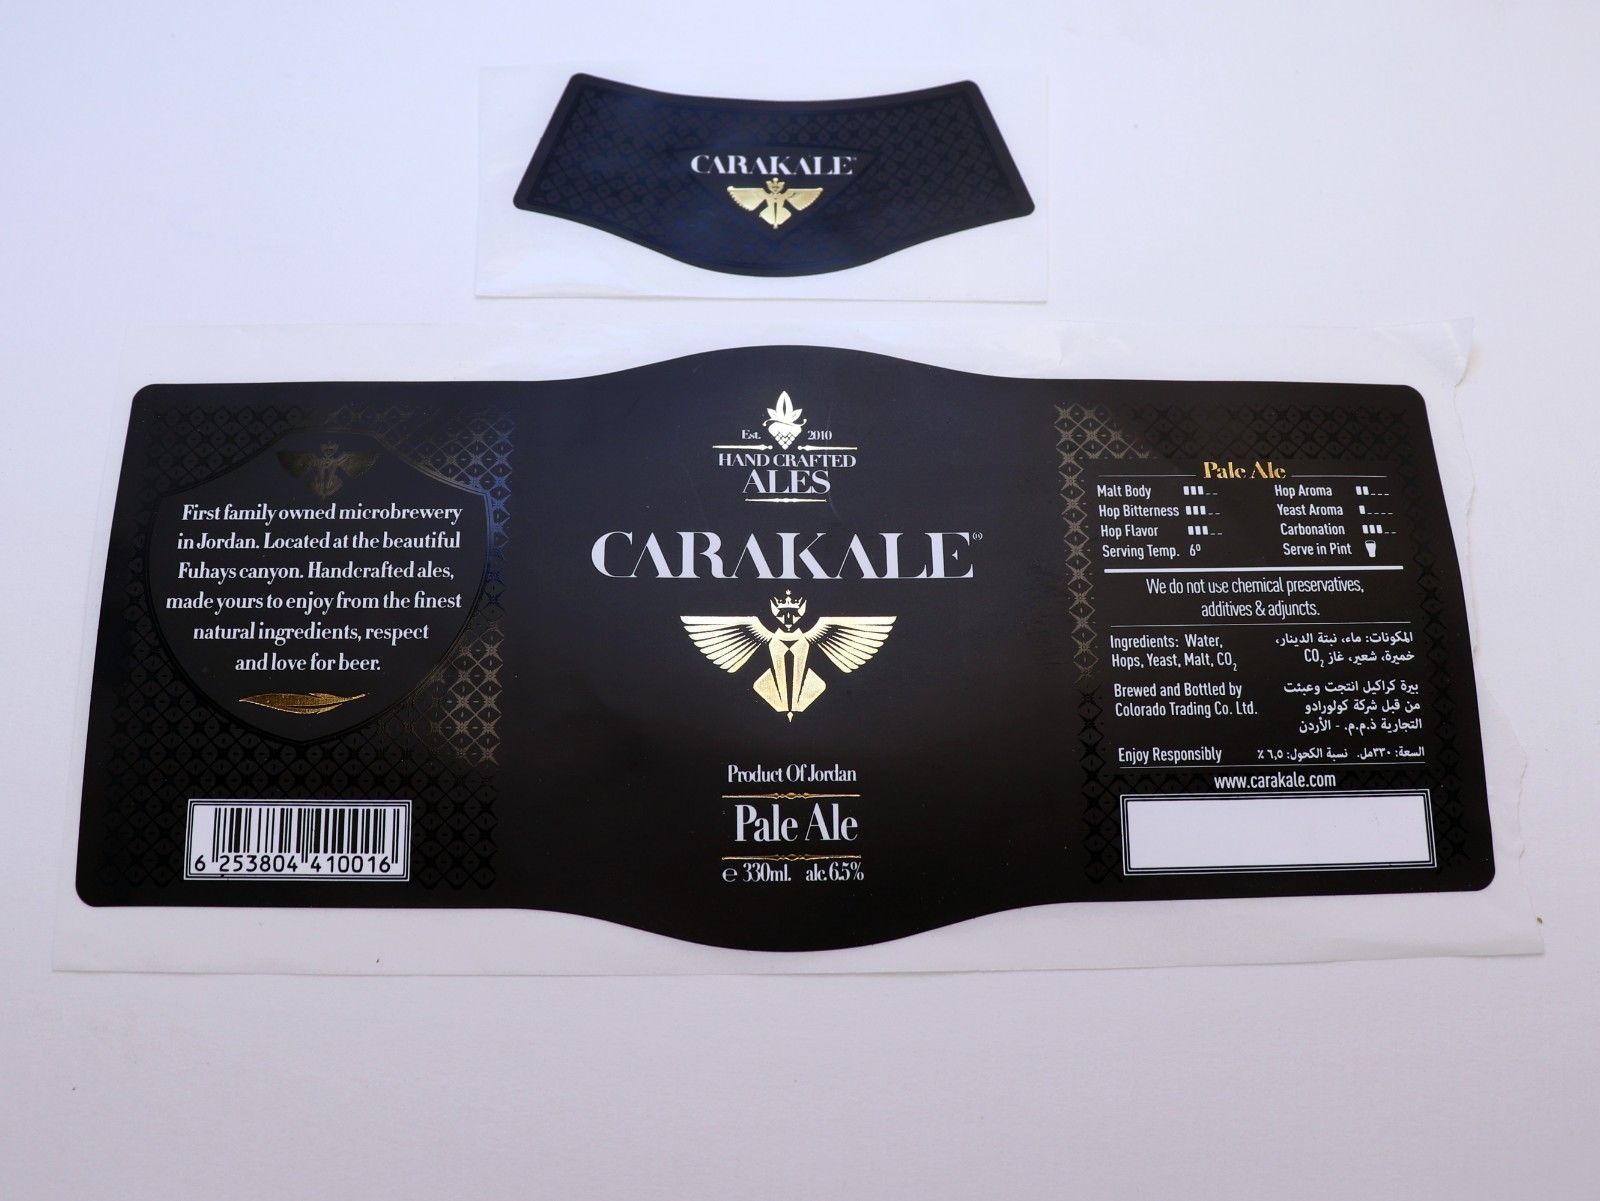 CARAKALE™
First family owned microbrewery
in Jordan. Located at the beautiful
Fuhays canyon. Handcrafted ales,
made yours to enjoy from the finest
natural ingredients, respect
and love for beer.
6 253804 410016
Est. 2010
HAND CRAFTED
ALES
CARAKALE
Product Of Jordan
Pale Ale
℮ 330ml. alc. 6.5%
Pale Ale
Malt Body
Hop Aroma
Hop Bitterness
Yeast Aroma
Hop Flavor
Carbonation
Serving Temp. 6º
Serve in Pint
We do not use chemical preservatives,
additives & adjuncts.
Ingredients: Water,
Hops, Yeast, Malt, CO₂
المكونات: ماء، نبتة الدينار،
خميرة، شعير، غاز CO₂
Brewed and Bottled by
Colorado Trading Co. Ltd.
بيرة كراكيل انتجت وعبئت
من قبل شركة كولورادو
التجارية ذ.م.م. - الأردن
Enjoy Responsibly
السعة: ٣٣٠مل. نسبة الكحول: ٦,٥ ٪
www.carakale.com